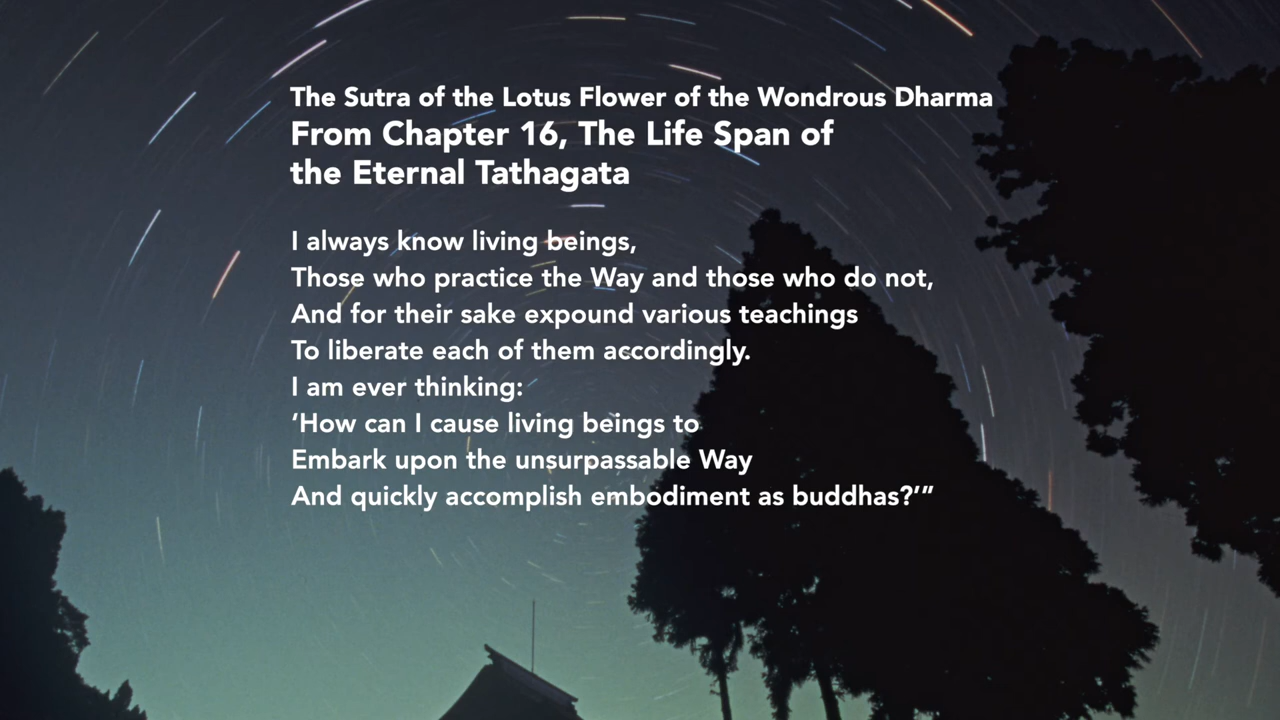 The Sutra of the Lotus Flower of the Wondrous Dharma
From Chapter 16, The Life Span of
the Eternal Tathagata
I always know living beings,
Those who practice the Way and those who do not,
And for their sake expound various teachings
To liberate each of them accordingly.
I am ever thinking:
‘How can I cause living beings to
Embark upon the unsurpassable Way
And quickly accomplish embodiment as buddhas?’”